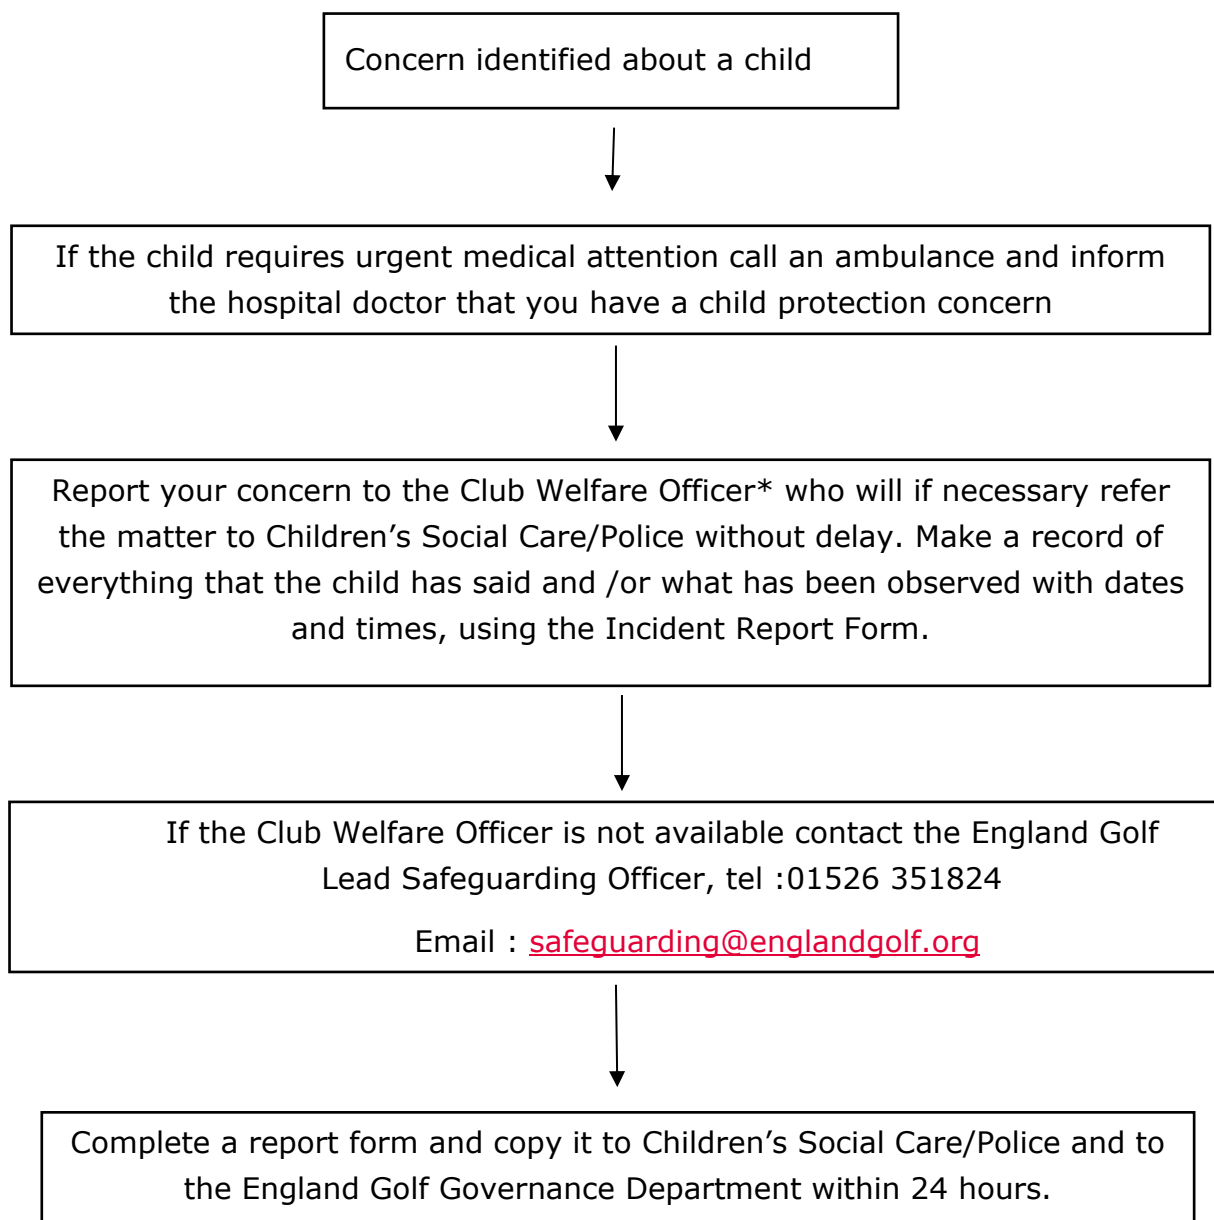 Concern identified about a child
If the child requires urgent medical attention call an ambulance and inform
the hospital doctor that you have a child protection concern
Report your concern to the Club Welfare Officer* who will if necessary refer
the matter to Children’s Social Care/Police without delay. Make a record of
everything that the child has said and /or what has been observed with dates
and times, using the Incident Report Form.
If the Club Welfare Officer is not available contact the England Golf
Lead Safeguarding Officer, tel :01526 351824
Email : safeguarding@englandgolf.org
Complete a report form and copy it to Children’s Social Care/Police and to
the England Golf Governance Department within 24 hours.